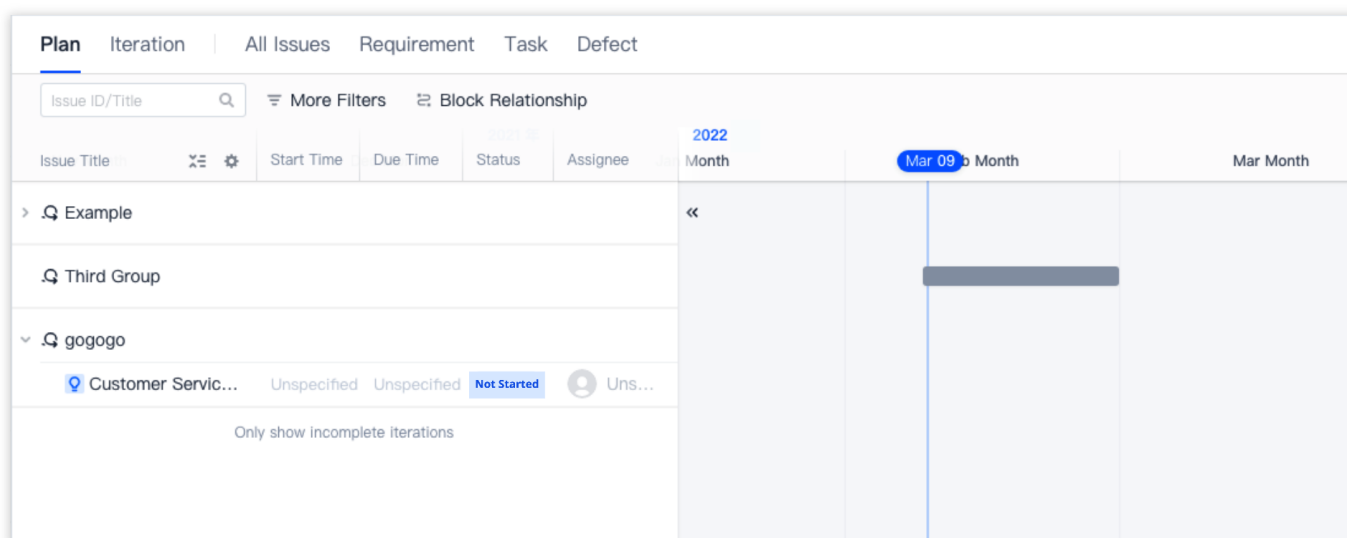 Plan Iteration All Issues Requirement Task Defect
Issue ID/Title More Filters Block Relationship
2022
Issue Title Start Time Due Time Status Assignee Month Mar 09 b Month Mar Month
Example
Third Group
gogogo
Customer Servic... Unspecified Unspecified Not Started Uns...
Only show incomplete iterations